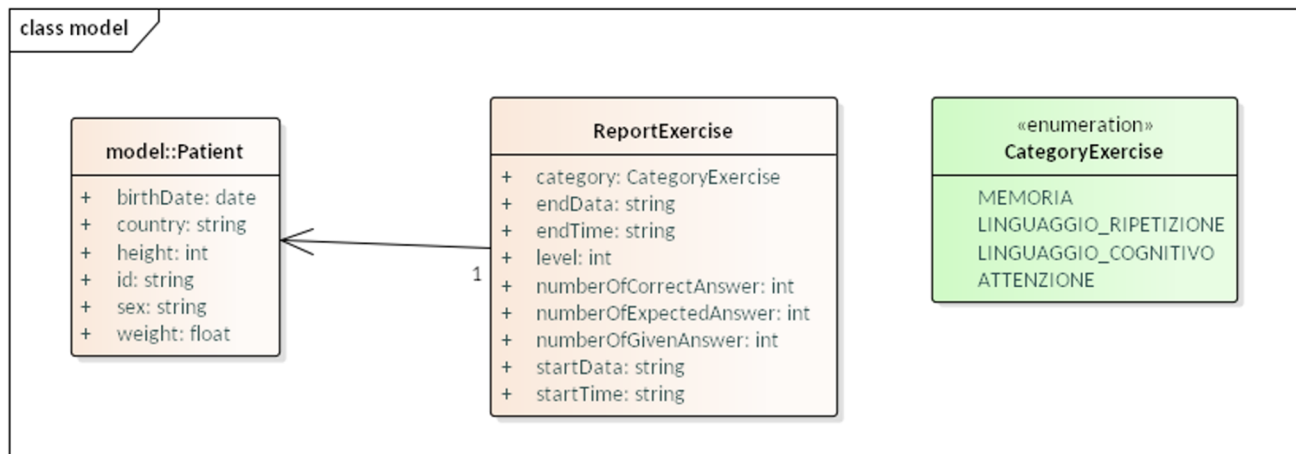 class model
model::Patient
+ birthDate: date
+ country: string
+ height: int
+ id: string
+ sex: string
+ weight: float
1
ReportExercise
+ category: CategoryExercise
+ endData: string
+ endTime: string
+ level: int
+ numberOfCorrectAnswer: int
+ numberOfExpectedAnswer: int
+ numberOfGivenAnswer: int
+ startData: string
+ startTime: string
«enumeration»
CategoryExercise
MEMORIA
LINGUAGGIO_RIPETIZIONE
LINGUAGGIO_COGNITIVO
ATTENZIONE